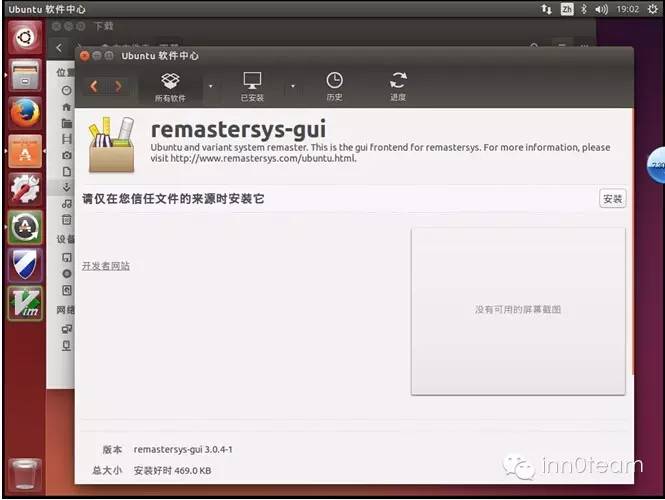 Ubuntu 软件中心
Zh
19:02
下载
Ubuntu 软件中心
所有软件
已安装
历史
进度
位置
remastersys-gui
Ubuntu and variant system remaster. This is the gui frontend for remastersys. For more information, please
visit http://www.remastersys.com/ubuntu.html.
请仅在您信任文件的来源时安装它
安装
设备
开发者网站
没有可用的屏幕截图
网络
Vim
版本 remastersys-gui 3.0.4-1
总大小 安装好时 469.0 KB
inn0team